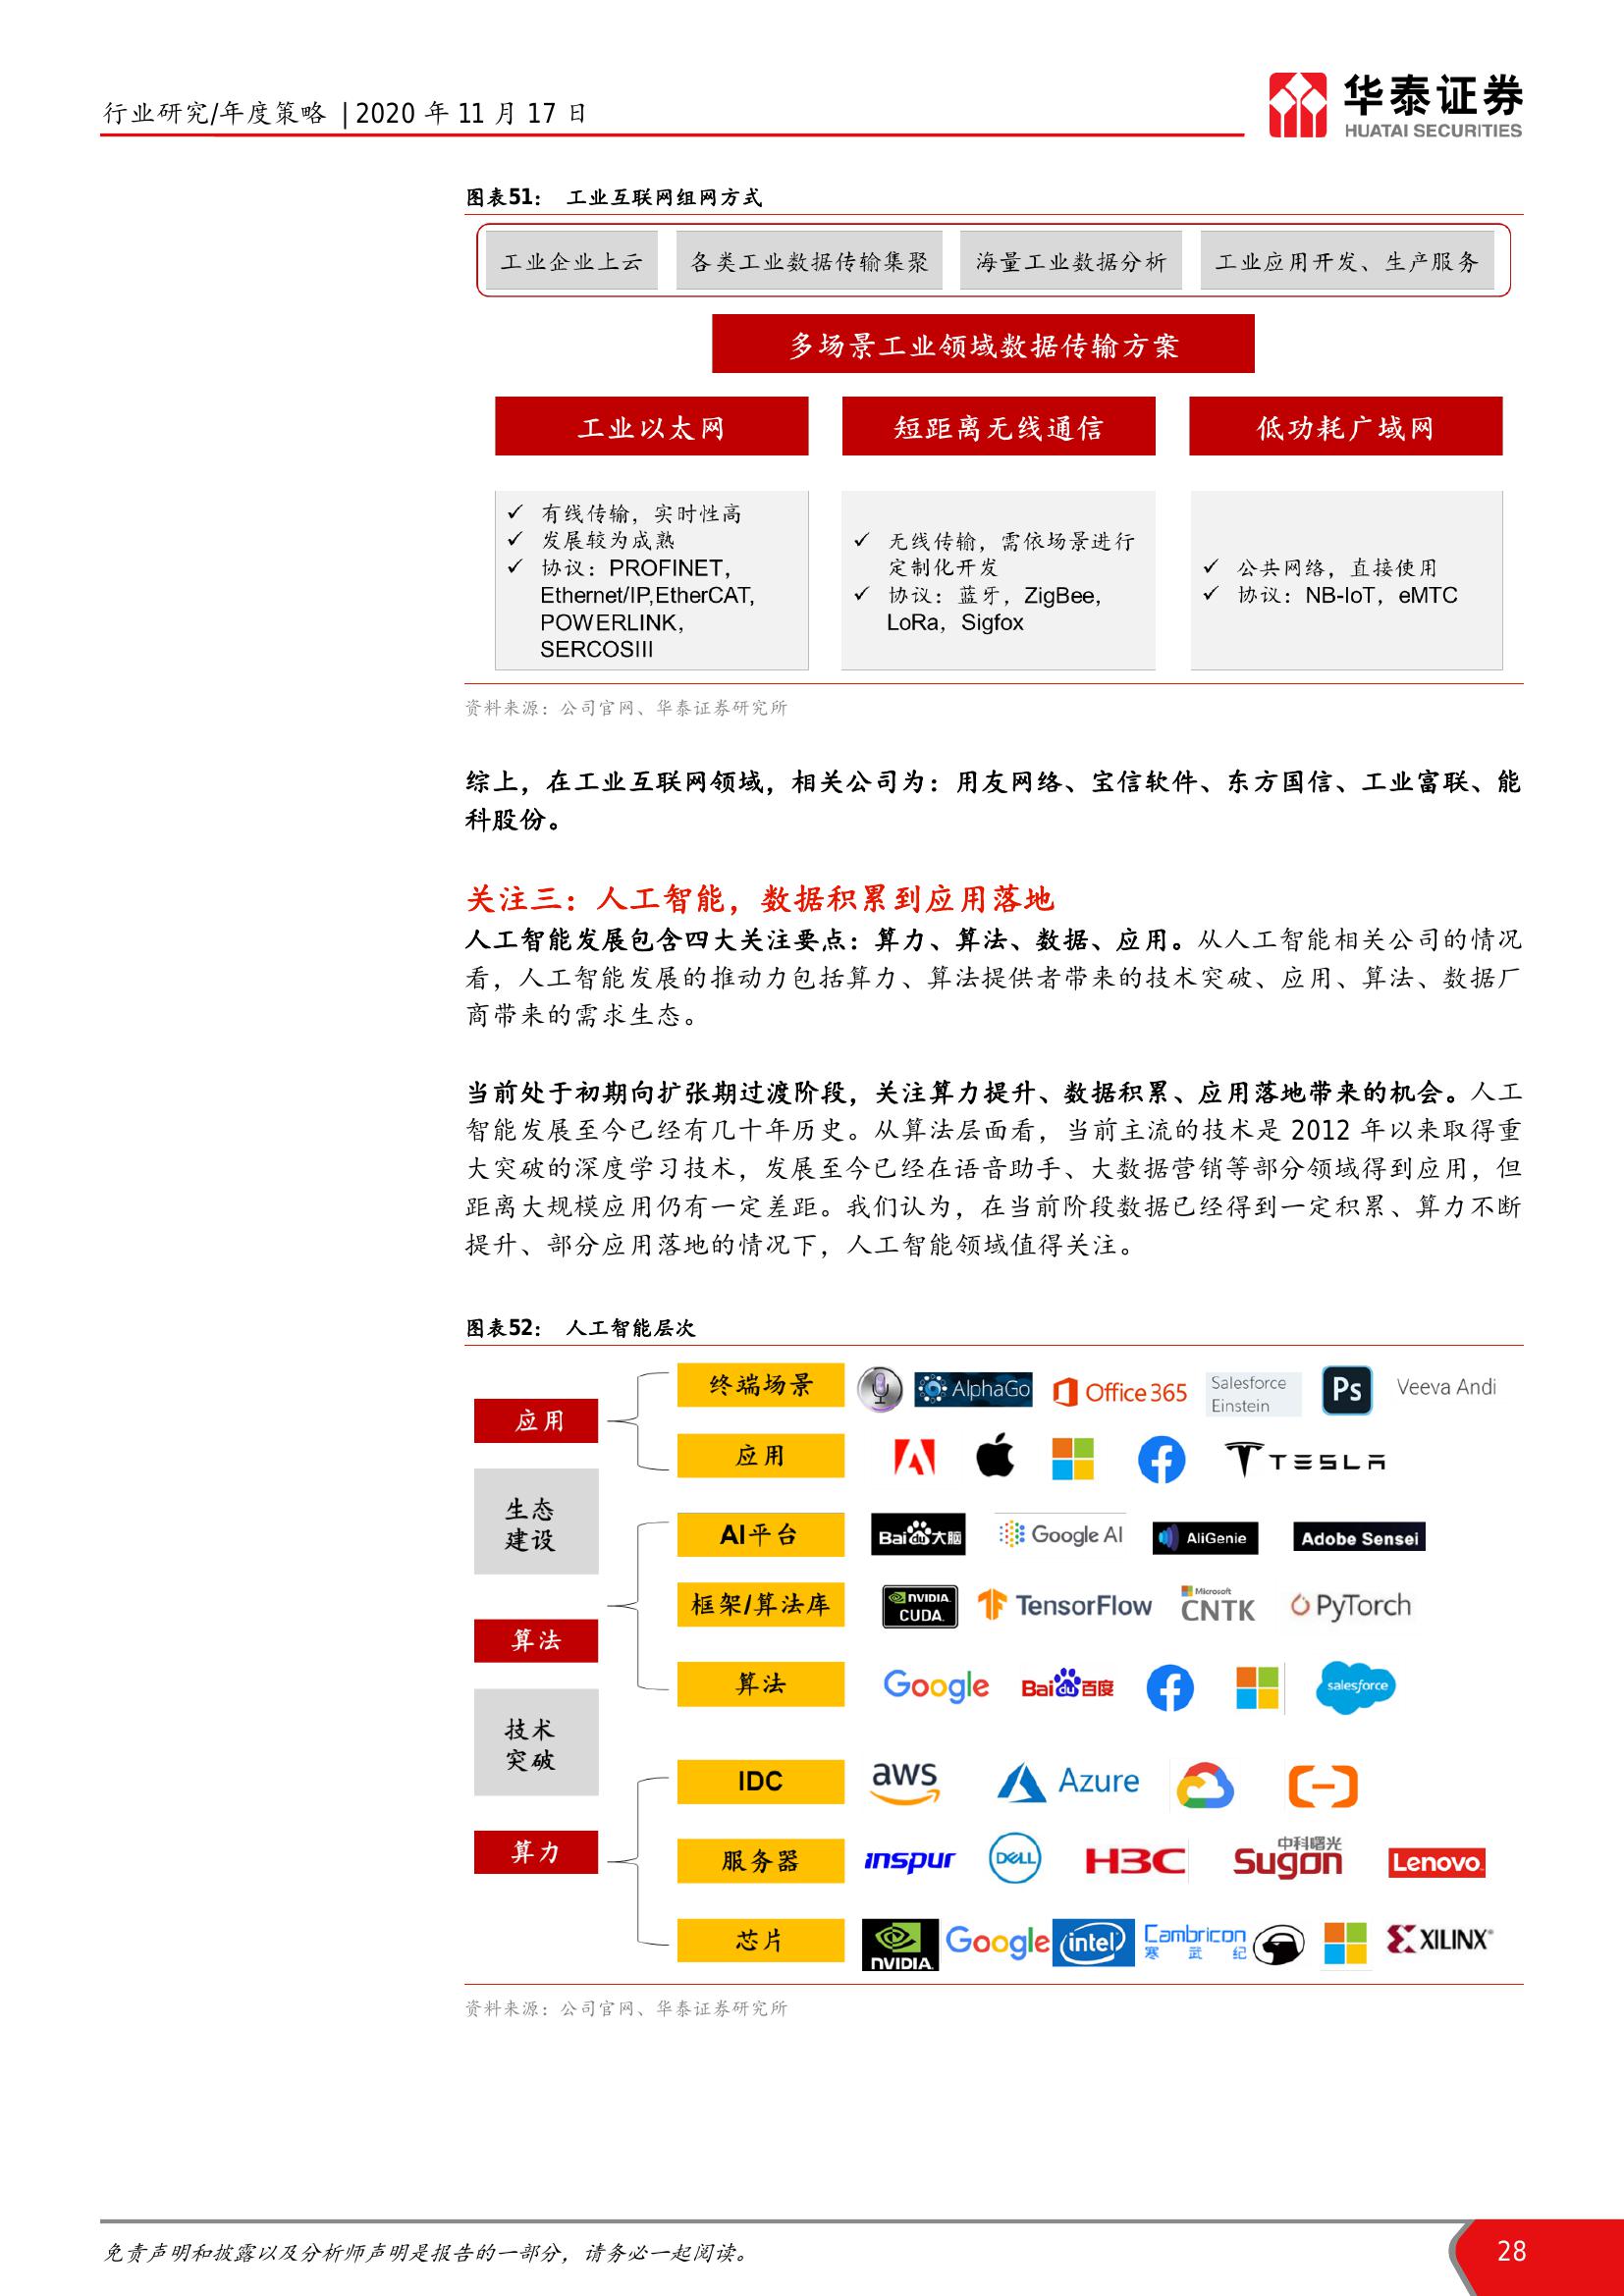 行业研究/年度策略 | 2020 年 11 月 17 日
华泰证券
HUATAI SECURITIES
图表51： 工业互联网组网方式
工业企业上云 各类工业数据传输集聚 海量工业数据分析 工业应用开发、生产服务
多场景工业领域数据传输方案
工业以太网 短距离无线通信 低功耗广域网
✓ 有线传输，实时性高
✓ 发展较为成熟
✓ 协议：PROFINET，
Ethernet/IP,EtherCAT,
POWERLINK，
SERCOSIII
✓ 无线传输，需依场景进行
定制化开发
✓ 协议：蓝牙，ZigBee，
LoRa，Sigfox
✓ 公共网络，直接使用
✓ 协议：NB-IoT，eMTC
资料来源：公司官网、华泰证券研究所
综上，在工业互联网领域，相关公司为：用友网络、宝信软件、东方国信、工业富联、能
科股份。
关注三：人工智能，数据积累到应用落地
人工智能发展包含四大关注要点：算力、算法、数据、应用。从人工智能相关公司的情况
看，人工智能发展的推动力包括算力、算法提供者带来的技术突破、应用、算法、数据厂
商带来的需求生态。
当前处于初期向扩张期过渡阶段，关注算力提升、数据积累、应用落地带来的机会。人工
智能发展至今已经有几十年历史。从算法层面看，当前主流的技术是 2012 年以来取得重
大突破的深度学习技术，发展至今已经在语音助手、大数据营销等部分领域得到应用，但
距离大规模应用仍有一定差距。我们认为，在当前阶段数据已经得到一定积累、算力不断
提升、部分应用落地的情况下，人工智能领域值得关注。
图表52： 人工智能层次
应用
生态
建设
算法
技术
突破
算力
终端场景 AlphaGo Office 365 Salesforce
Einstein Ps Veeva Andi
应用 TESLA
AI平台 Baidu大脑 Google AI AliGenie Adobe Sensei
框架/算法库 NVIDIA.
CUDA. TensorFlow Microsoft
CNTK PyTorch
算法 Google Baidu百度 salesforce
IDC aws Azure
服务器 inspur DELL H3C 中科曙光
Sugon Lenovo
芯片 NVIDIA. Google intel Cambricon
寒武纪 XILINX
资料来源：公司官网、华泰证券研究所
免责声明和披露以及分析师声明是报告的一部分，请务必一起阅读。
28